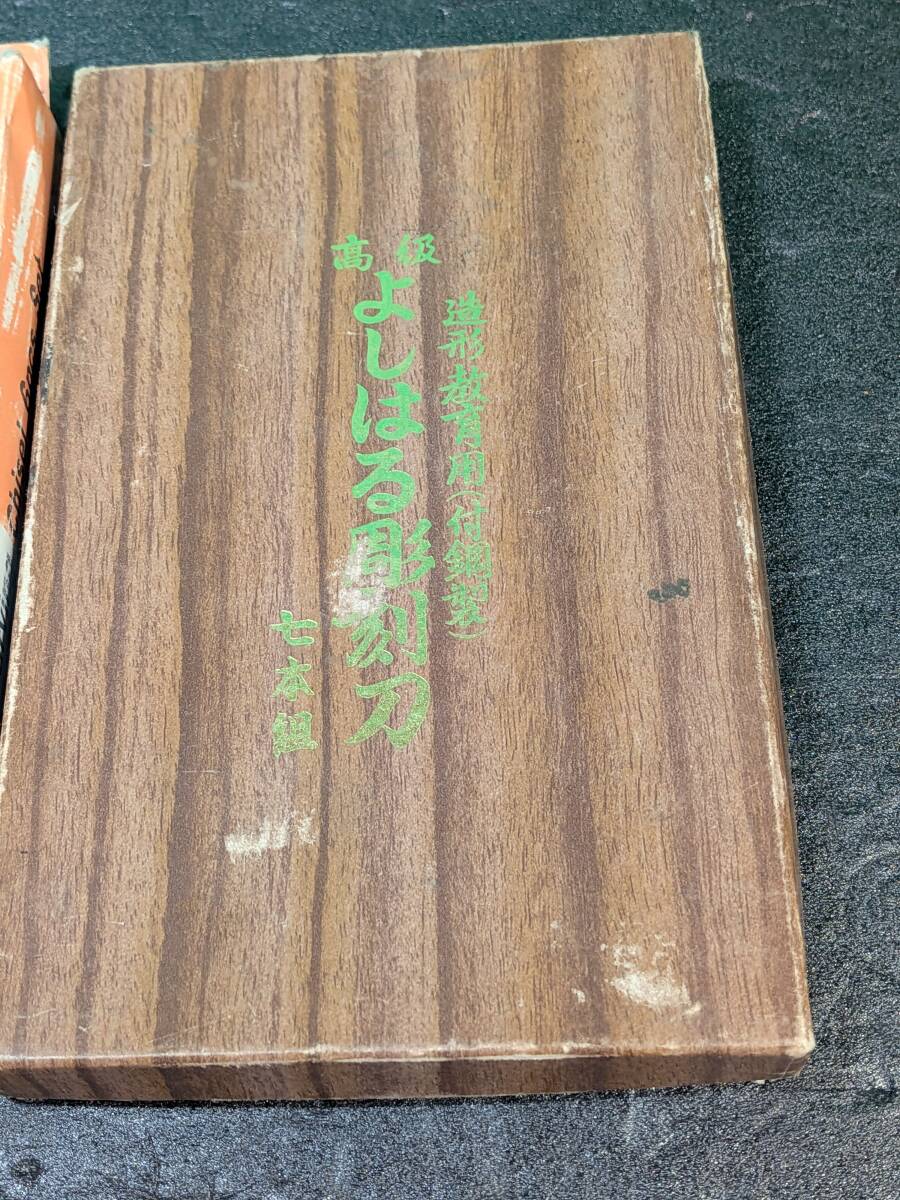 造形教育用(付鋼製)
高級
よしはる彫刻刀
七本組